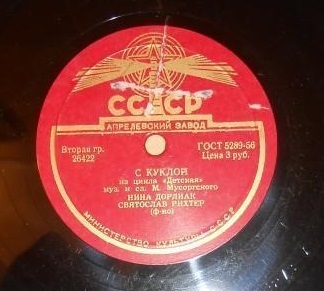 СССР
АПРЕЛЕВСКИЙ ЗАВОД
Вторая гр.
26422
ГОСТ 5289-56
Цена 3 руб.
С КУКЛОЙ
из цикла «Детская»
муз. и сл. М. Мусоргского
НИНА ДОРЛИАК
СВЯТОСЛАВ РИХТЕР
(ф-но)
МИНИСТЕРСТВО КУЛЬТУРЫ СССР